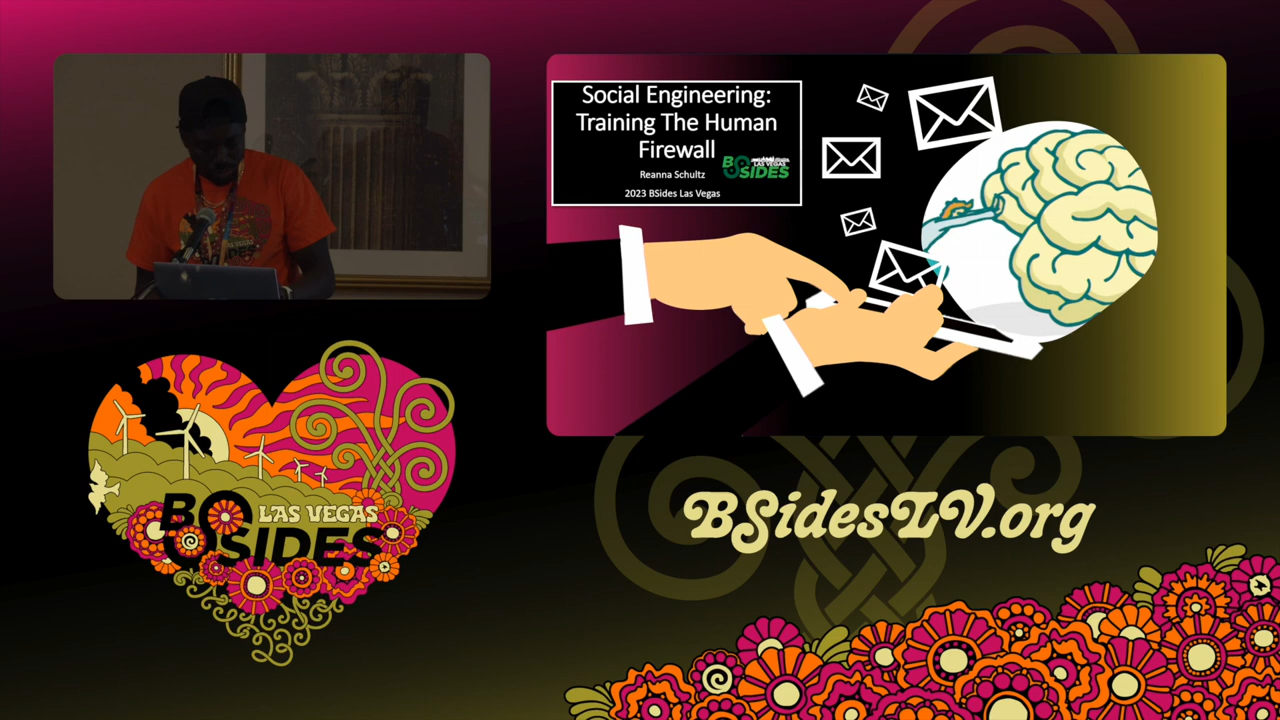 Social Engineering:
Training The Human
Firewall
Reanna Schultz
2023 BSides Las Vegas
BSIDES
LAS VEGAS
BSIDES
LAS VEGAS
BSidesLV.org
23